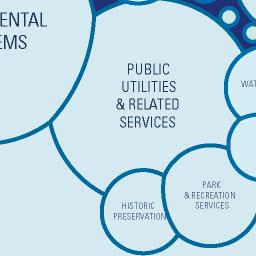 ENTAL
EMS
PUBLIC
UTILITIES
& RELATED
SERVICES
WAT
HISTORIC
PRESERVATION
PARK
& RECREATION
SERVICES